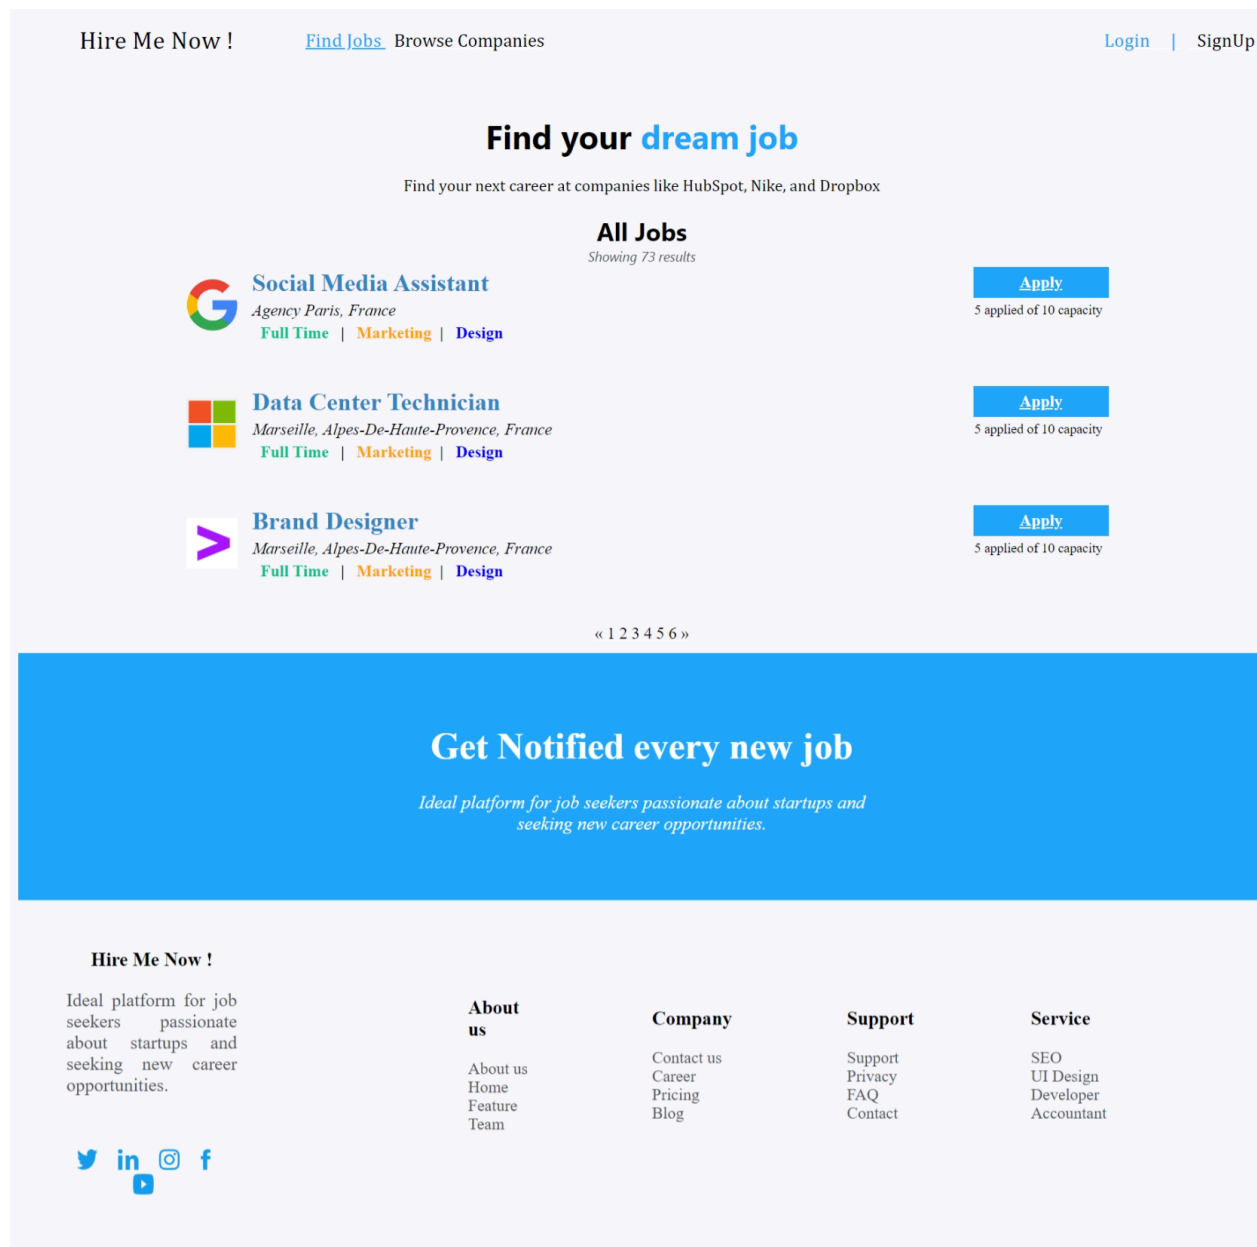 Hire Me Now ! Find Jobs Browse Companies Login | SignUp
Find your dream job
Find your next career at companies like HubSpot, Nike, and Dropbox
All Jobs
Showing 73 results
Social Media Assistant
Agency Paris, France
Full Time | Marketing | Design
Apply
5 applied of 10 capacity
Data Center Technician
Marseille, Alpes-De-Haute-Provence, France
Full Time | Marketing | Design
Apply
5 applied of 10 capacity
Brand Designer
Marseille, Alpes-De-Haute-Provence, France
Full Time | Marketing | Design
Apply
5 applied of 10 capacity
« 1 2 3 4 5 6 »
Get Notified every new job
Ideal platform for job seekers passionate about startups and
seeking new career opportunities.
Hire Me Now !
Ideal platform for job
seekers passionate
about startups and
seeking new career
opportunities.
About
us
About us
Home
Feature
Team
Company
Contact us
Career
Pricing
Blog
Support
Support
Privacy
FAQ
Contact
Service
SEO
UI Design
Developer
Accountant